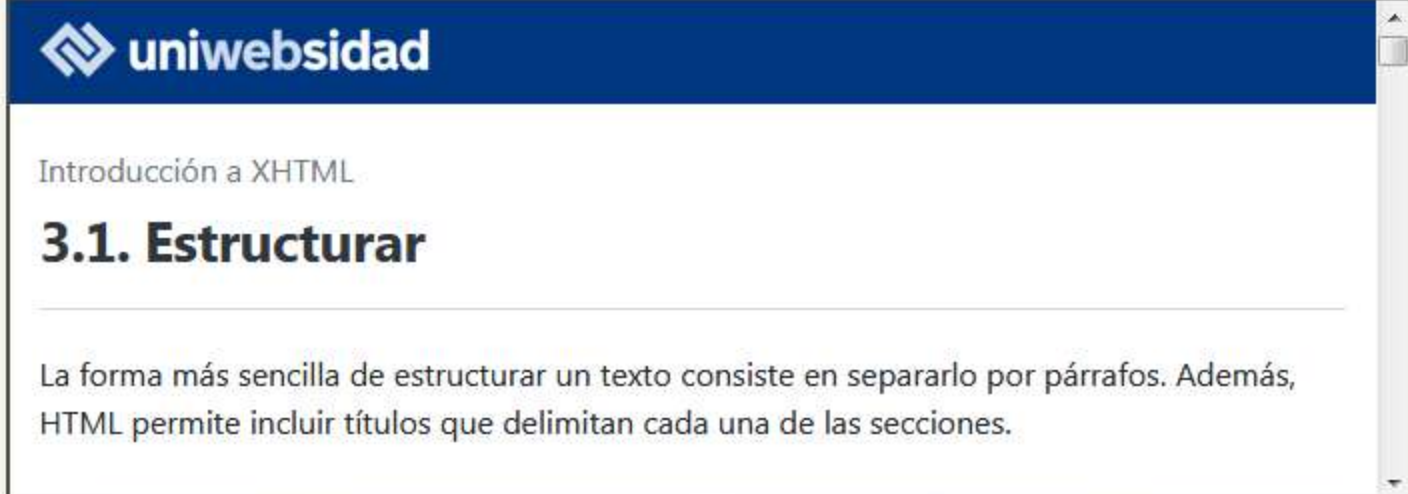 uniwebsidad
Introducción a XHTML
3.1. Estructurar
La forma más sencilla de estructurar un texto consiste en separarlo por párrafos. Además,
HTML permite incluir títulos que delimitan cada una de las secciones.